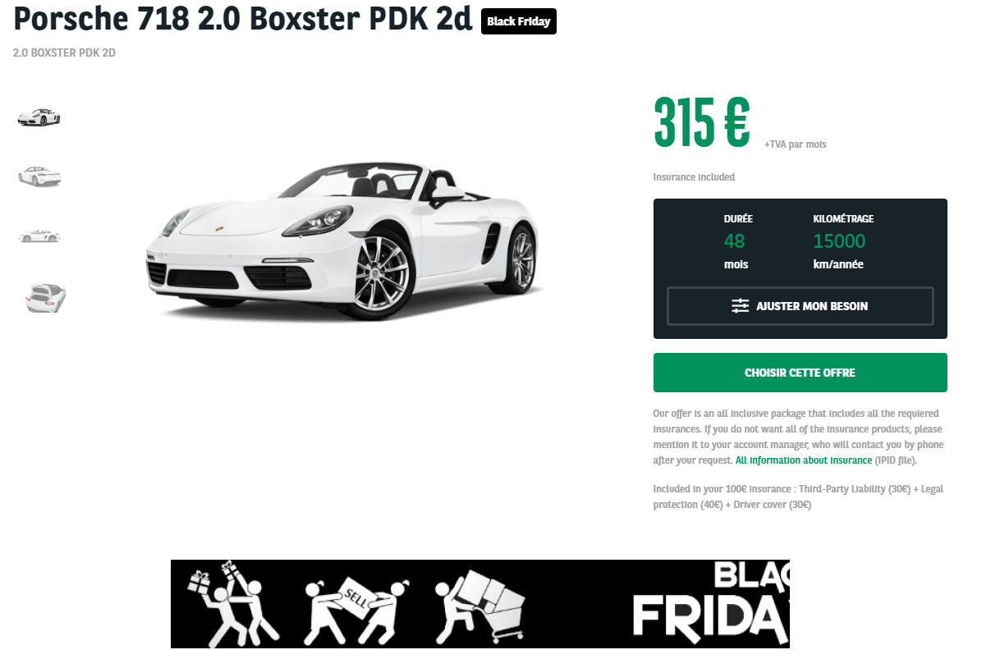 Porsche 718 2.0 Boxster PDK 2d Black Friday
2.0 BOXSTER PDK 2D
315 €
+TVA par mois
Insurance included
DURÉE KILOMÉTRAGE
48 15000
mois km/année
AJUSTER MON BESOIN
CHOISIR CETTE OFFRE
Our offer is an all inclusive package that includes all the requiered
insurances. If you do not want all of the insurance products, please
mention it to your account manager, who will contact you by phone
after your request. All information about insurance (IPID file).
Included in your 100€ insurance : Third-Party Liability (30€) + Legal
protection (40€) + Driver cover (30€)
SELL
BLAC
FRIDA